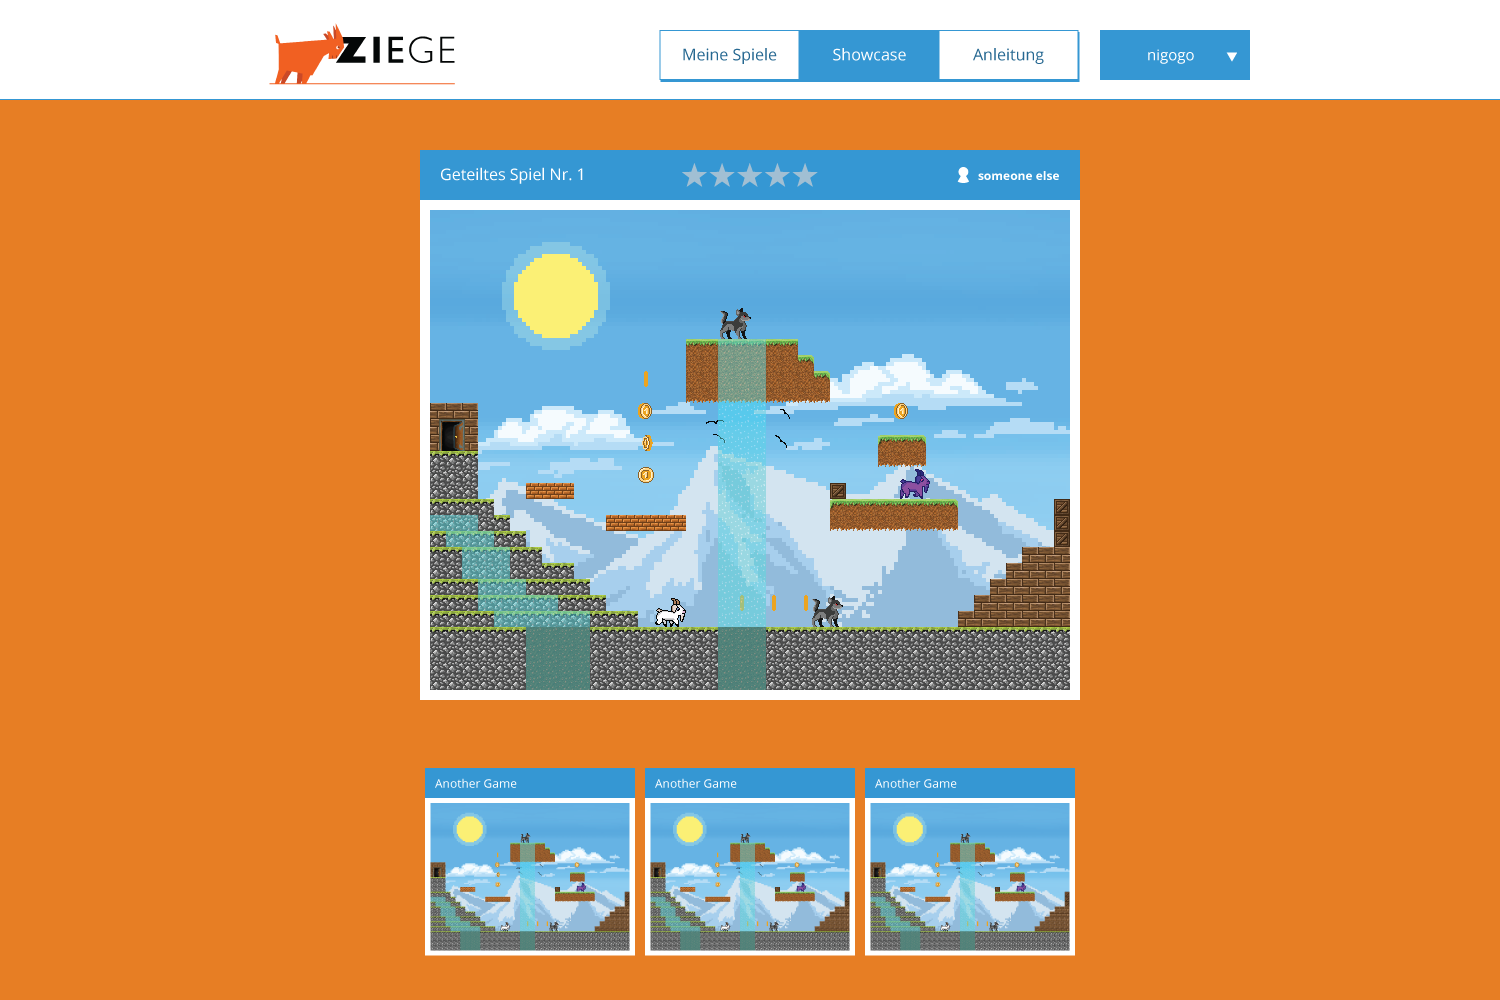 ZIEGE
Meine Spiele
Showcase
Anleitung
nigogo
Geteiltes Spiel Nr. 1
someone else
Another Game
Another Game
Another Game